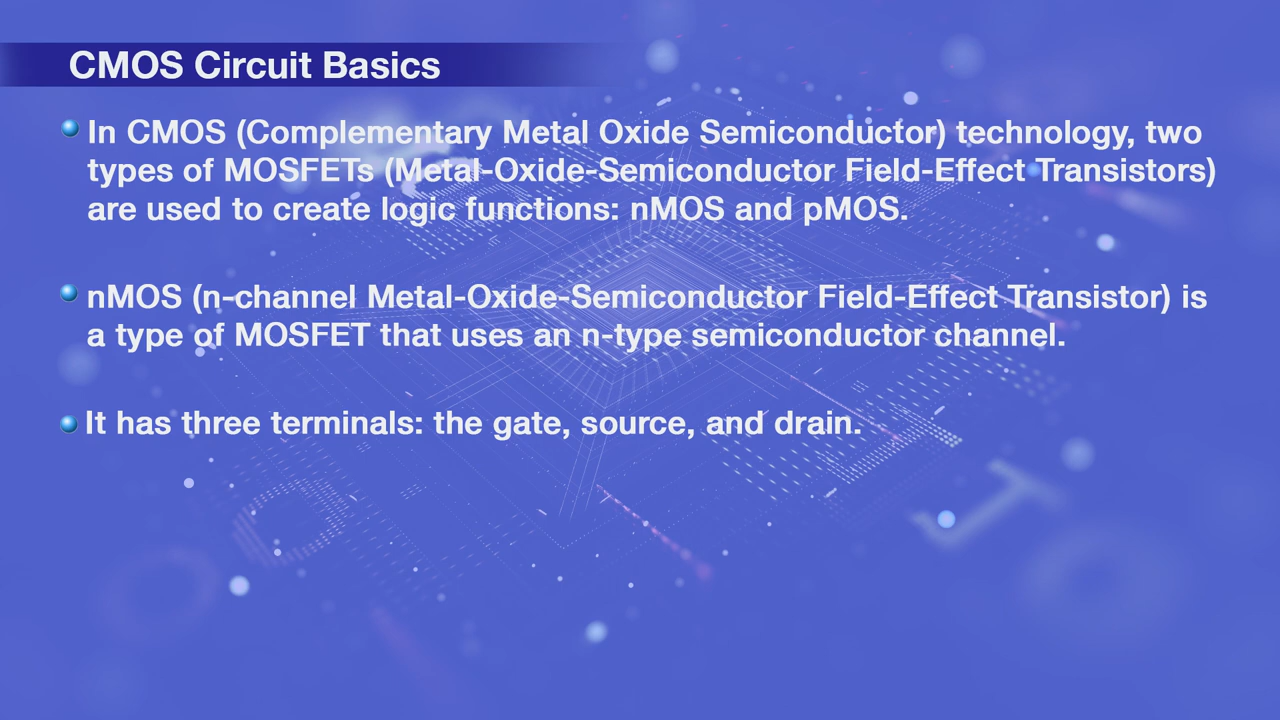 CMOS Circuit Basics
In CMOS (Complementary Metal Oxide Semiconductor) technology, two
types of MOSFETs (Metal-Oxide-Semiconductor Field-Effect Transistors)
are used to create logic functions: nMOS and pMOS.
nMOS (n-channel Metal-Oxide-Semiconductor Field-Effect Transistor) is
a type of MOSFET that uses an n-type semiconductor channel.
It has three terminals: the gate, source, and drain.